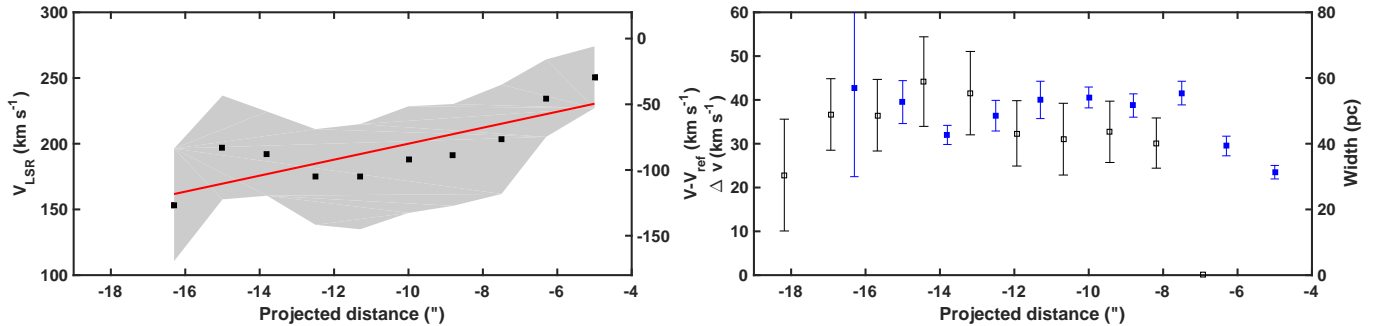 300
250
200
150
100
V_LSR (km s^-1)
0
-50
-100
-150
V-V_ref (km s^-1)
-18 -16 -14 -12 -10 -8 -6 -4
Projected distance (")
60
50
40
30
20
10
0
Δ v (km s^-1)
80
60
40
20
0
Width (pc)
-18 -16 -14 -12 -10 -8 -6 -4
Projected distance (")